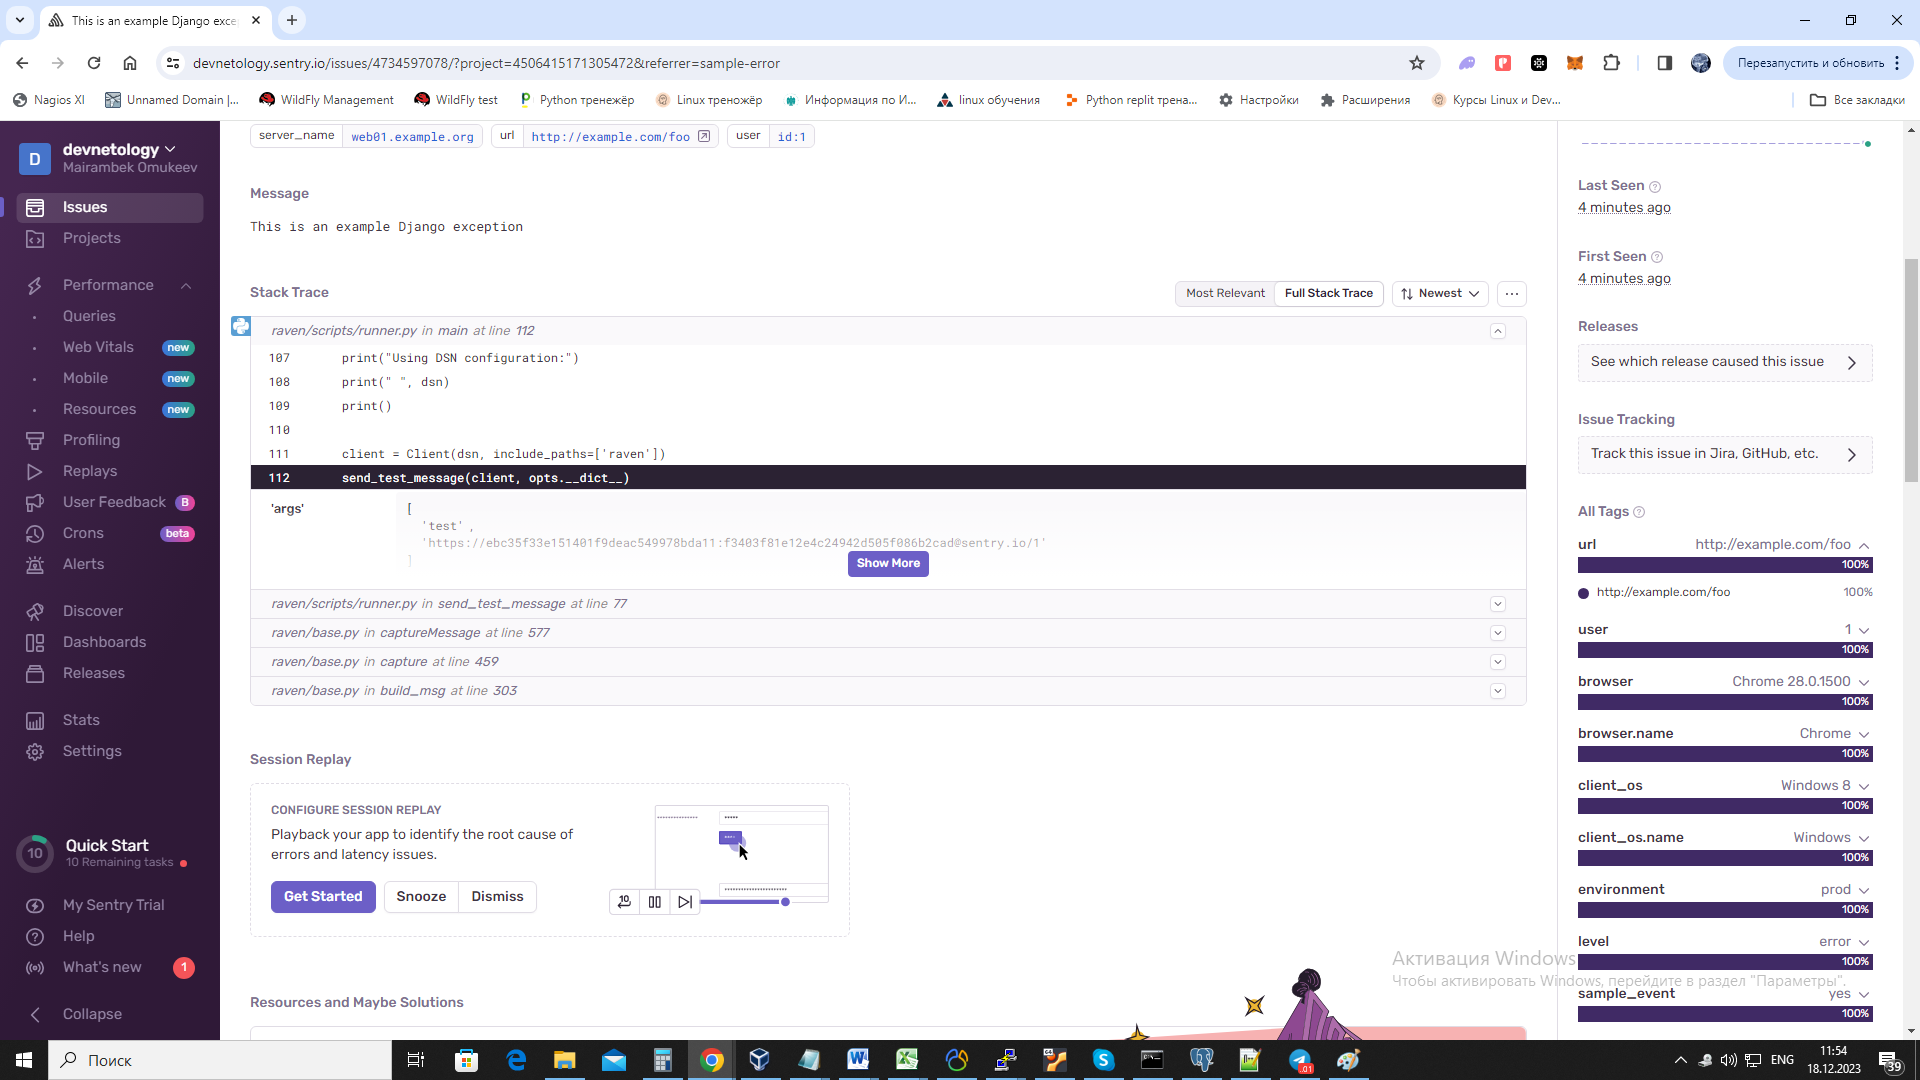 This is an example Django exce
devnetology.sentry.io/issues/4734597078/?project=4506415171305472&referrer=sample-error
Перезапустить и обновить
Nagios XI
Unnamed Domain |...
WildFly Management
WildFly test
Python тренежёр
Linux треножёр
Информация по И...
linux обучения
Python replit трена...
Настройки
Расширения
Курсы Linux и Dev...
Все закладки
D
devnetology
Mairambek Omukeev
Issues
Projects
Performance
Queries
Web Vitals new
Mobile new
Resources new
Profiling
Replays
User Feedback B
Crons beta
Alerts
Discover
Dashboards
Releases
Stats
Settings
10
Quick Start
10 Remaining tasks
My Sentry Trial
Help
What's new 1
Collapse
server_name web01.example.org
url http://example.com/foo
user id:1
Message
This is an example Django exception
Stack Trace
Most Relevant
Full Stack Trace
Newest
raven/scripts/runner.py in main at line 112
107 print("Using DSN configuration:")
108 print(" ", dsn)
109 print()
110
111 client = Client(dsn, include_paths=['raven'])
112 send_test_message(client, opts.__dict__)
'args'
[
'test' ,
'https://ebc35f33e151401f9deac549978bda11:f3403f81e12e4c24942d505f086b2cad@sentry.io/1'
]
Show More
raven/scripts/runner.py in send_test_message at line 77
raven/base.py in captureMessage at line 577
raven/base.py in capture at line 459
raven/base.py in build_msg at line 303
Session Replay
CONFIGURE SESSION REPLAY
Playback your app to identify the root cause of
errors and latency issues.
Get Started
Snooze
Dismiss
10
Resources and Maybe Solutions
Last Seen
4 minutes ago
First Seen
4 minutes ago
Releases
See which release caused this issue
Issue Tracking
Track this issue in Jira, GitHub, etc.
All Tags
url http://example.com/foo
100%
http://example.com/foo 100%
user 1
100%
browser Chrome 28.0.1500
100%
browser.name Chrome
100%
client_os Windows 8
100%
client_os.name Windows
100%
environment prod
100%
level error
100%
sample_event yes
100%
Активация Windows
Чтобы активировать Windows, перейдите в раздел "Параметры".
Поиск
ENG
11:54
18.12.2023
39